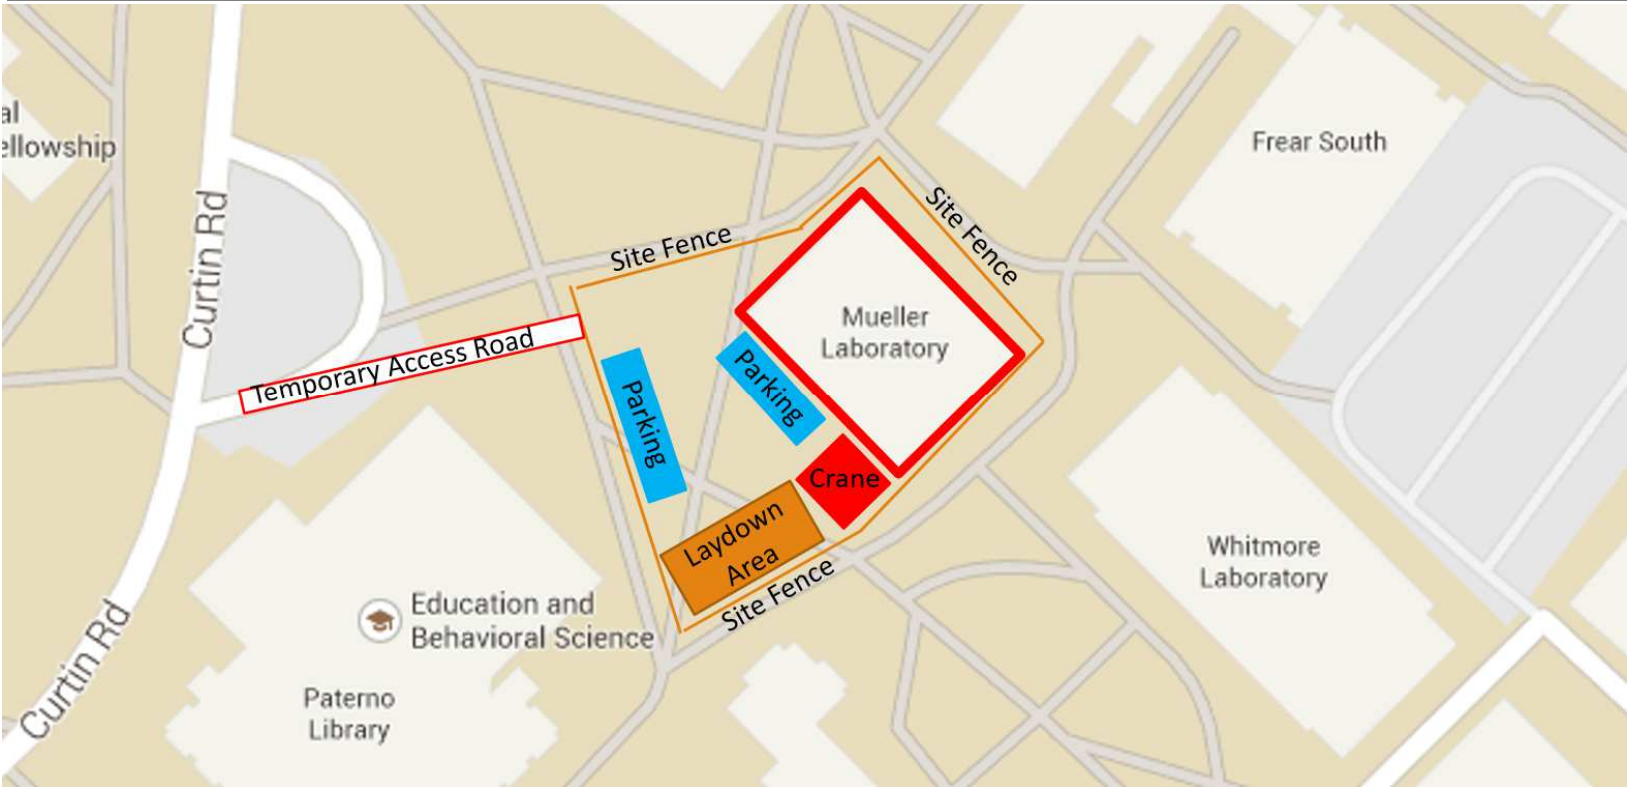 al
ellowship
Frear South
Curtin Rd
Site Fence
Site Fence
Mueller
Laboratory
Temporary Access Road
Parking
Parking
Crane
Laydown
Area
Site Fence
Whitmore
Laboratory
Education and
Behavioral Science
Curtin Rd
Paterno
Library